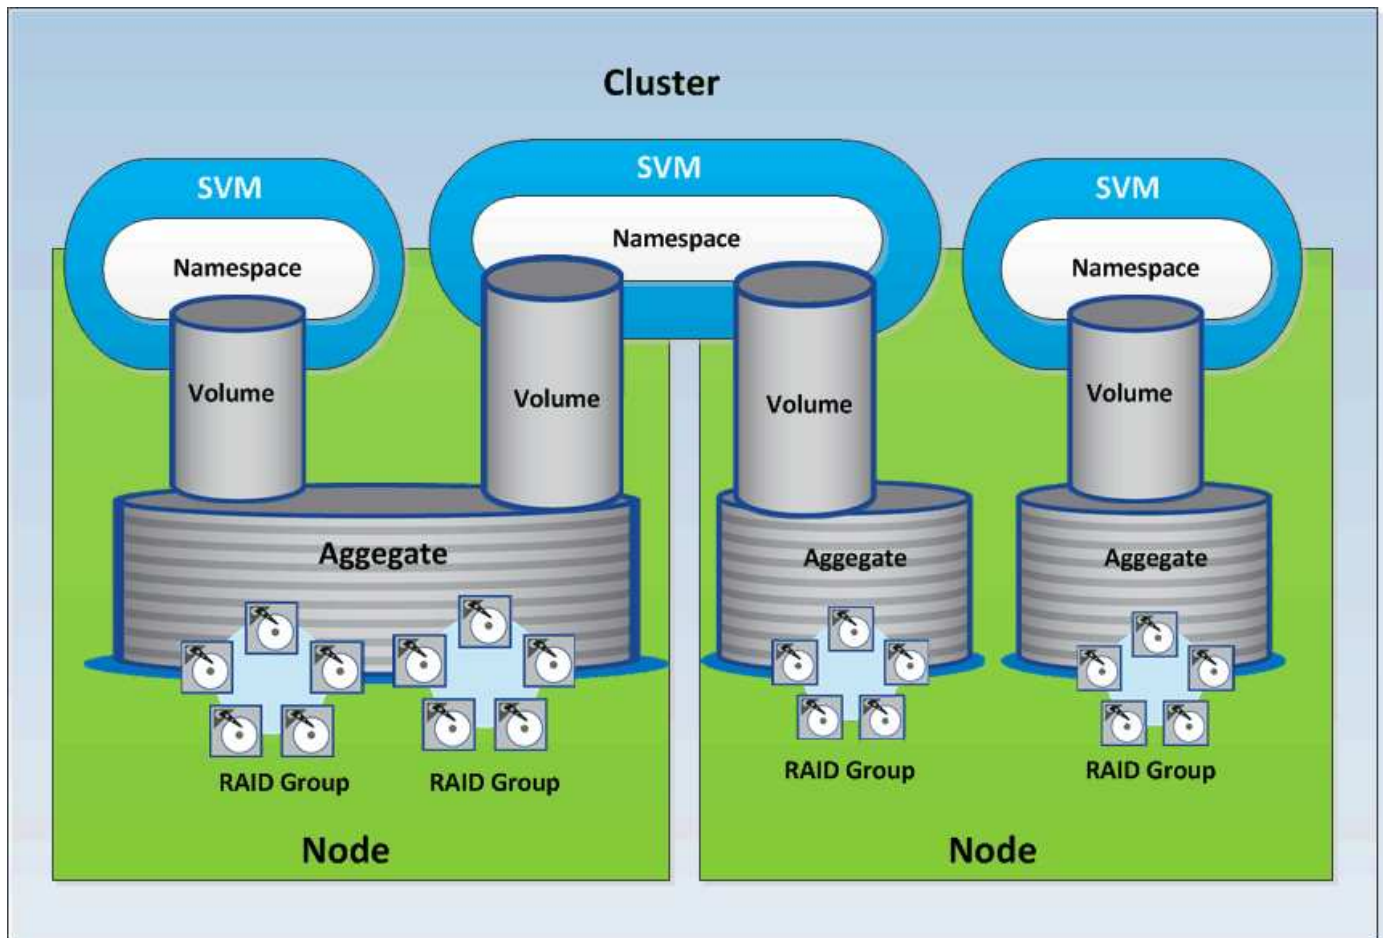 Cluster
SVM
SVM
SVM
Namespace
Namespace
Namespace
Volume
Volume
Volume
Volume
Aggegate
Aggegate
Aggegate
RAID Group
RAID Group
RAID Group
RAID Group
Node
Node